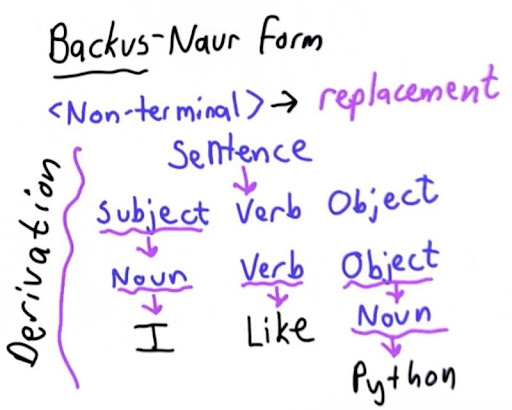 Backus-Naur Form
<Non-terminal> → replacement
Derivation
Sentence
Subject Verb Object
Noun Verb Object
I Like Noun
Python